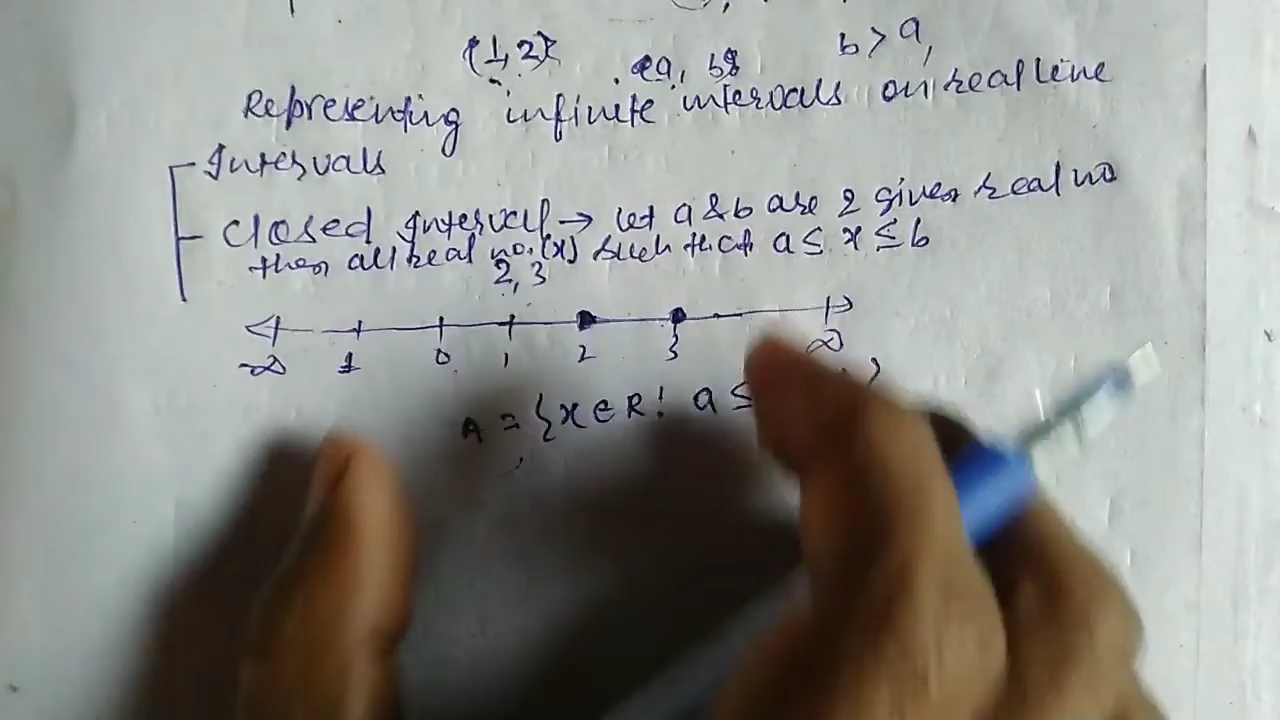 {1,2} {a, b} b > a,
Representing infinite intervals on real line
Intervals
closed Interval → let a & b are 2 given real no
then all real no. (x) such that a ≤ x ≤ b
2, 3
-∞ 1 0 1 2 3 ∞
A = {x ∈ R ! a ≤ }